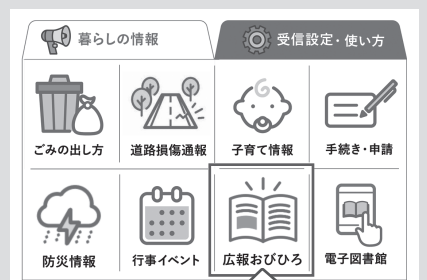 暮らしの情報
受信設定・使い方
ごみの出し方
道路損傷通報
子育て情報
手続き・申請
防災情報
行事イベント
広報おびひろ
電子図書館